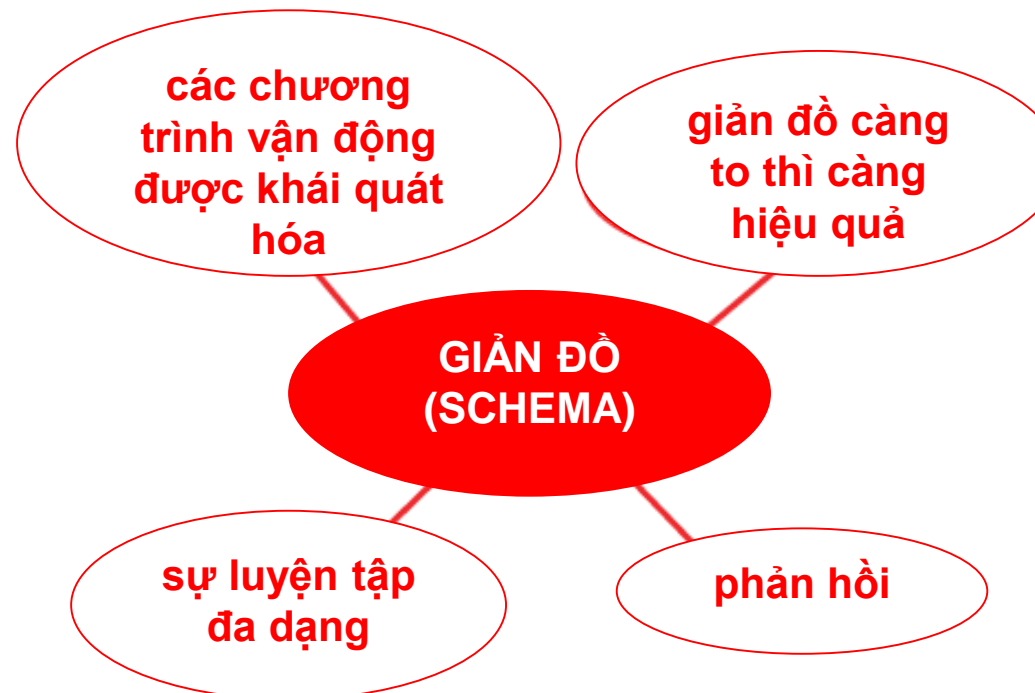 các chương
trình vận động
được khái quát
hóa
giản đồ càng
to thì càng
hiệu quả
GIẢN ĐỒ
(SCHEMA)
sự luyện tập
đa dạng
phản hồi